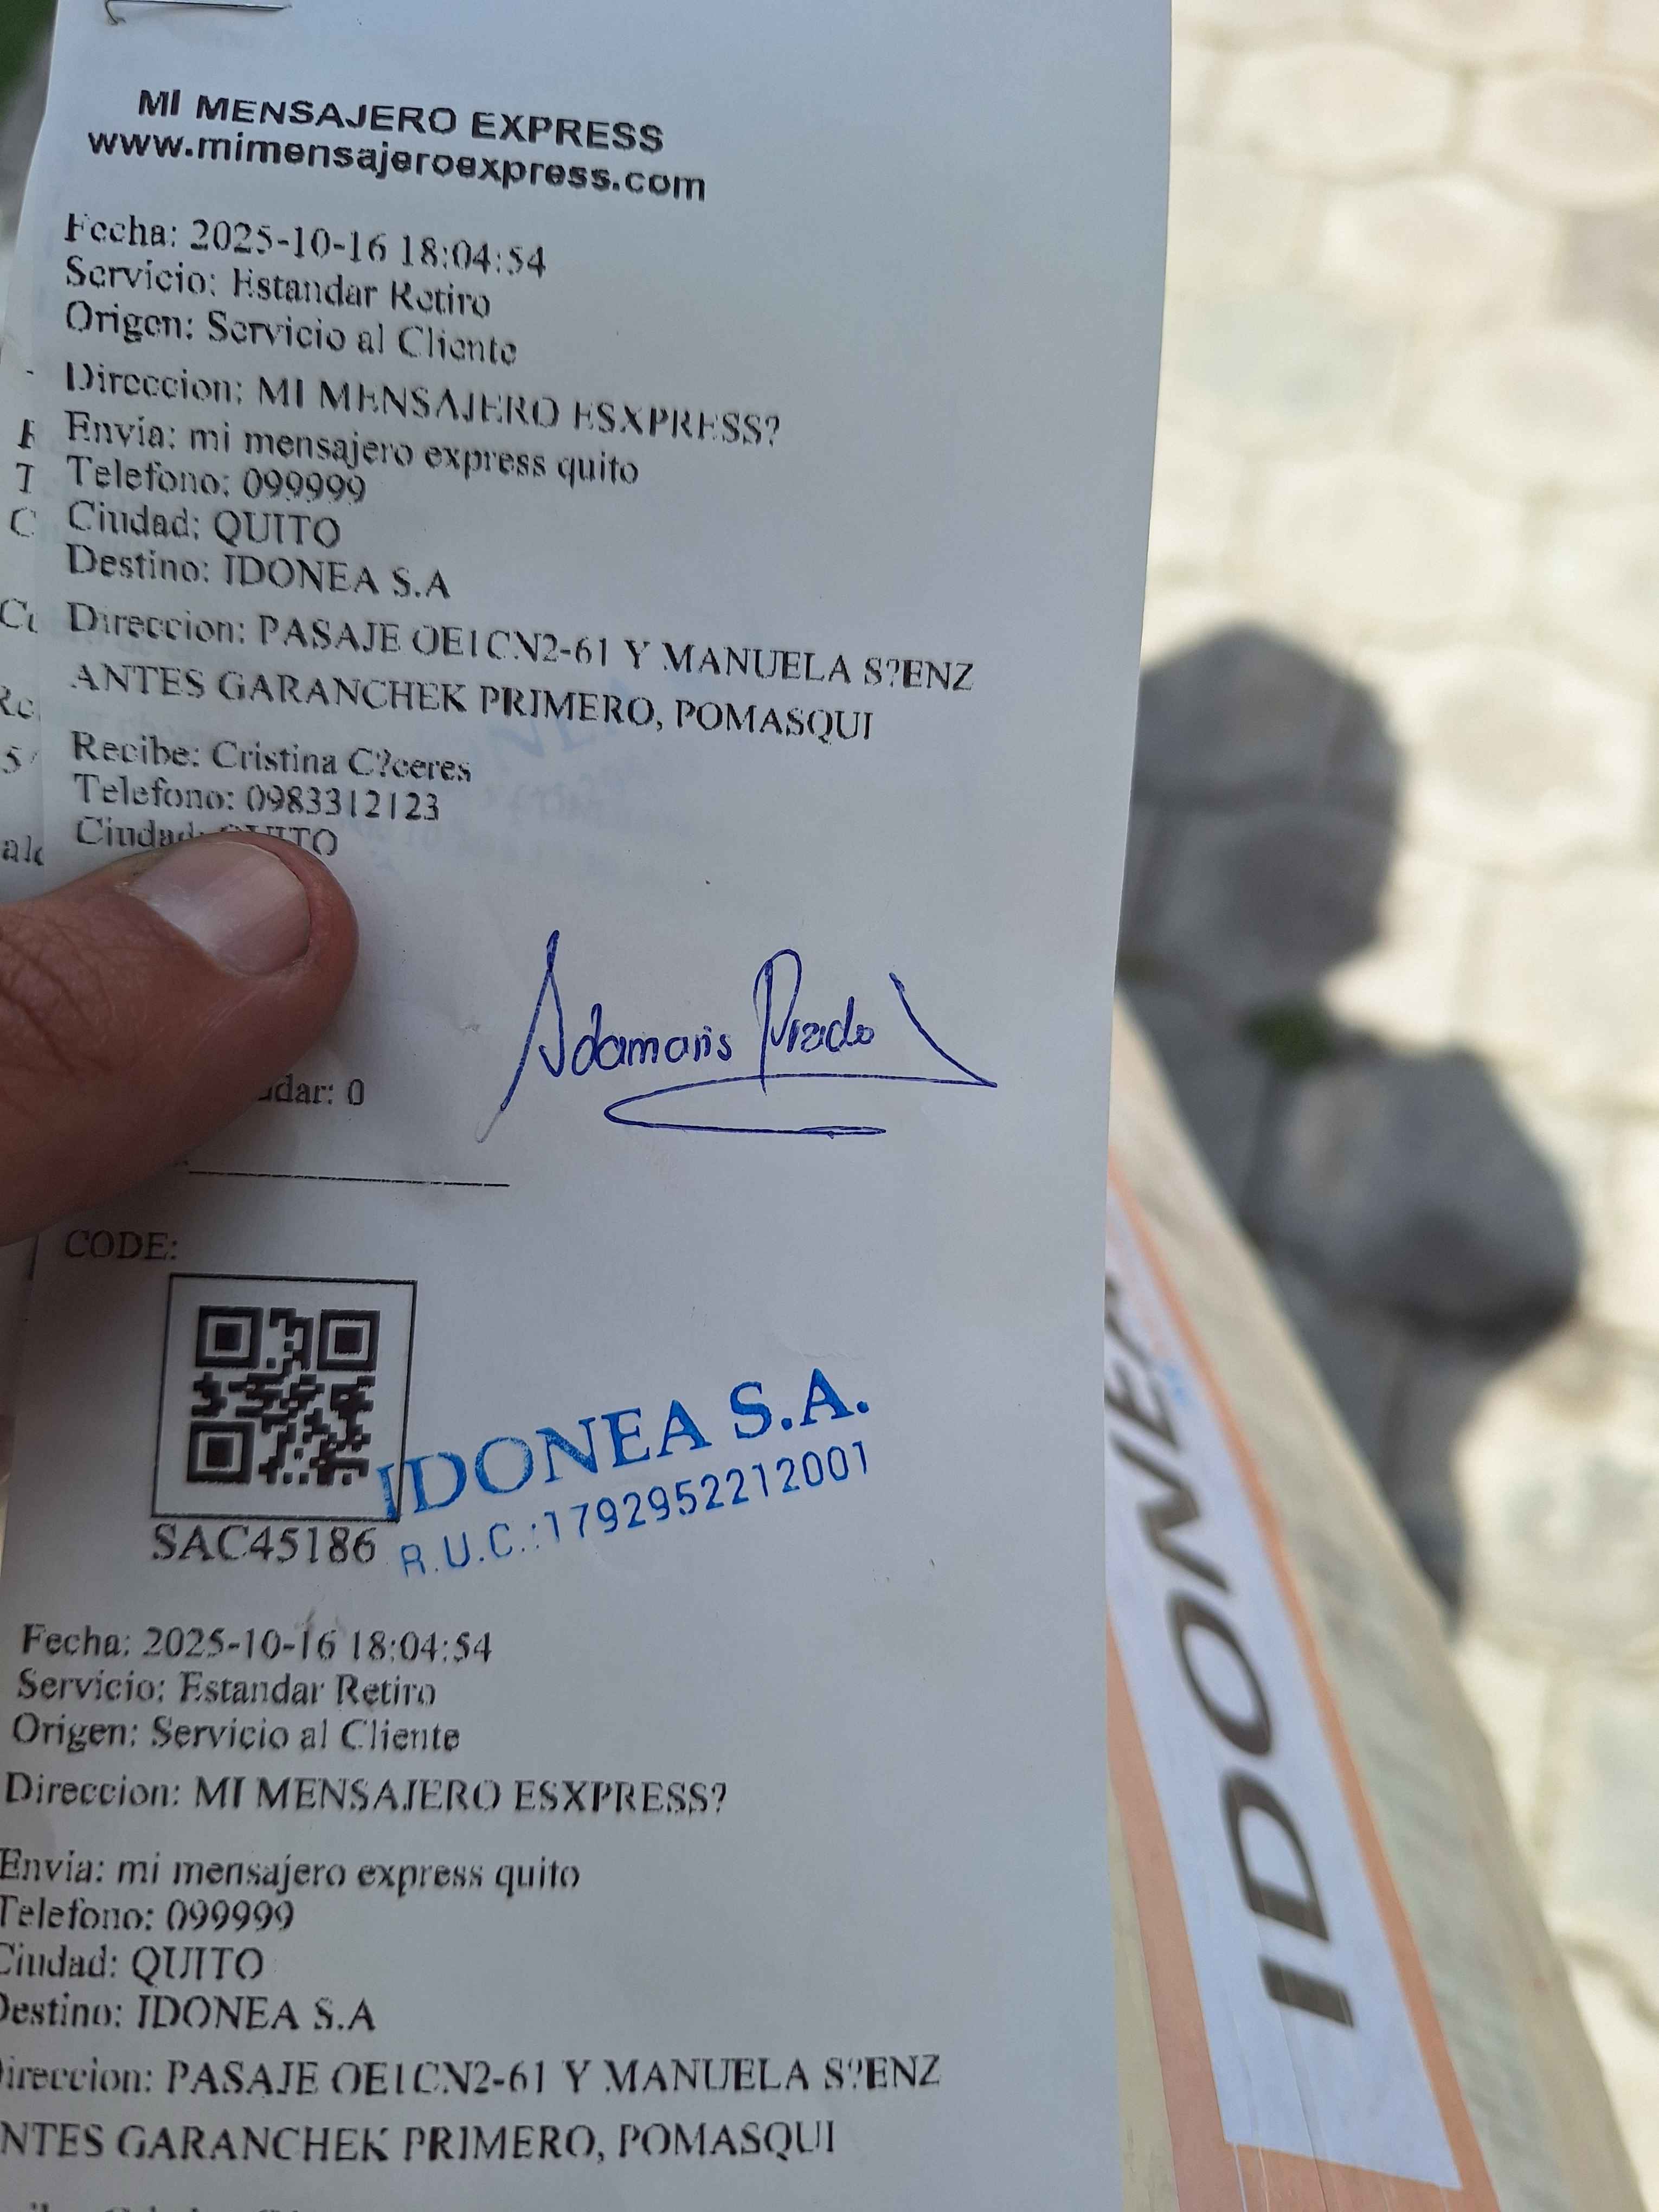 MI MENSAJERO EXPRESS
www.mimensajeroexpress.com
Fecha: 2025-10-16 18:04:54
Servicio: Estandar Retiro
Origen: Servicio al Cliente
Direccion: MI MENSAJERO ESXPRESS?
Envia: mi mensajero express quito
Telefono: 099999
Ciudad: QUITO
Destino: IDONEA S.A
Direccion: PASAJE OE1CN2-61 Y MANUELA S?ENZ
ANTES GARANCHEK PRIMERO, POMASQUI
Recibe: Cristina C?ceres
Telefono: 0983312123
Ciudad: QUITO
Adamaris Prado
dar: 0
CODE:
IDONEA S.A.
R.U.C.:1792952212001
SAC45186
Fecha: 2025-10-16 18:04:54
Servicio: Estandar Retiro
Origen: Servicio al Cliente
Direccion: MI MENSAJERO ESXPRESS?
Envia: mi mensajero express quito
Telefono: 099999
Ciudad: QUITO
Destino: IDONEA S.A
Direccion: PASAJE OE1CN2-61 Y MANUELA S?ENZ
NTES GARANCHEK PRIMERO, POMASQUI
IDONEA